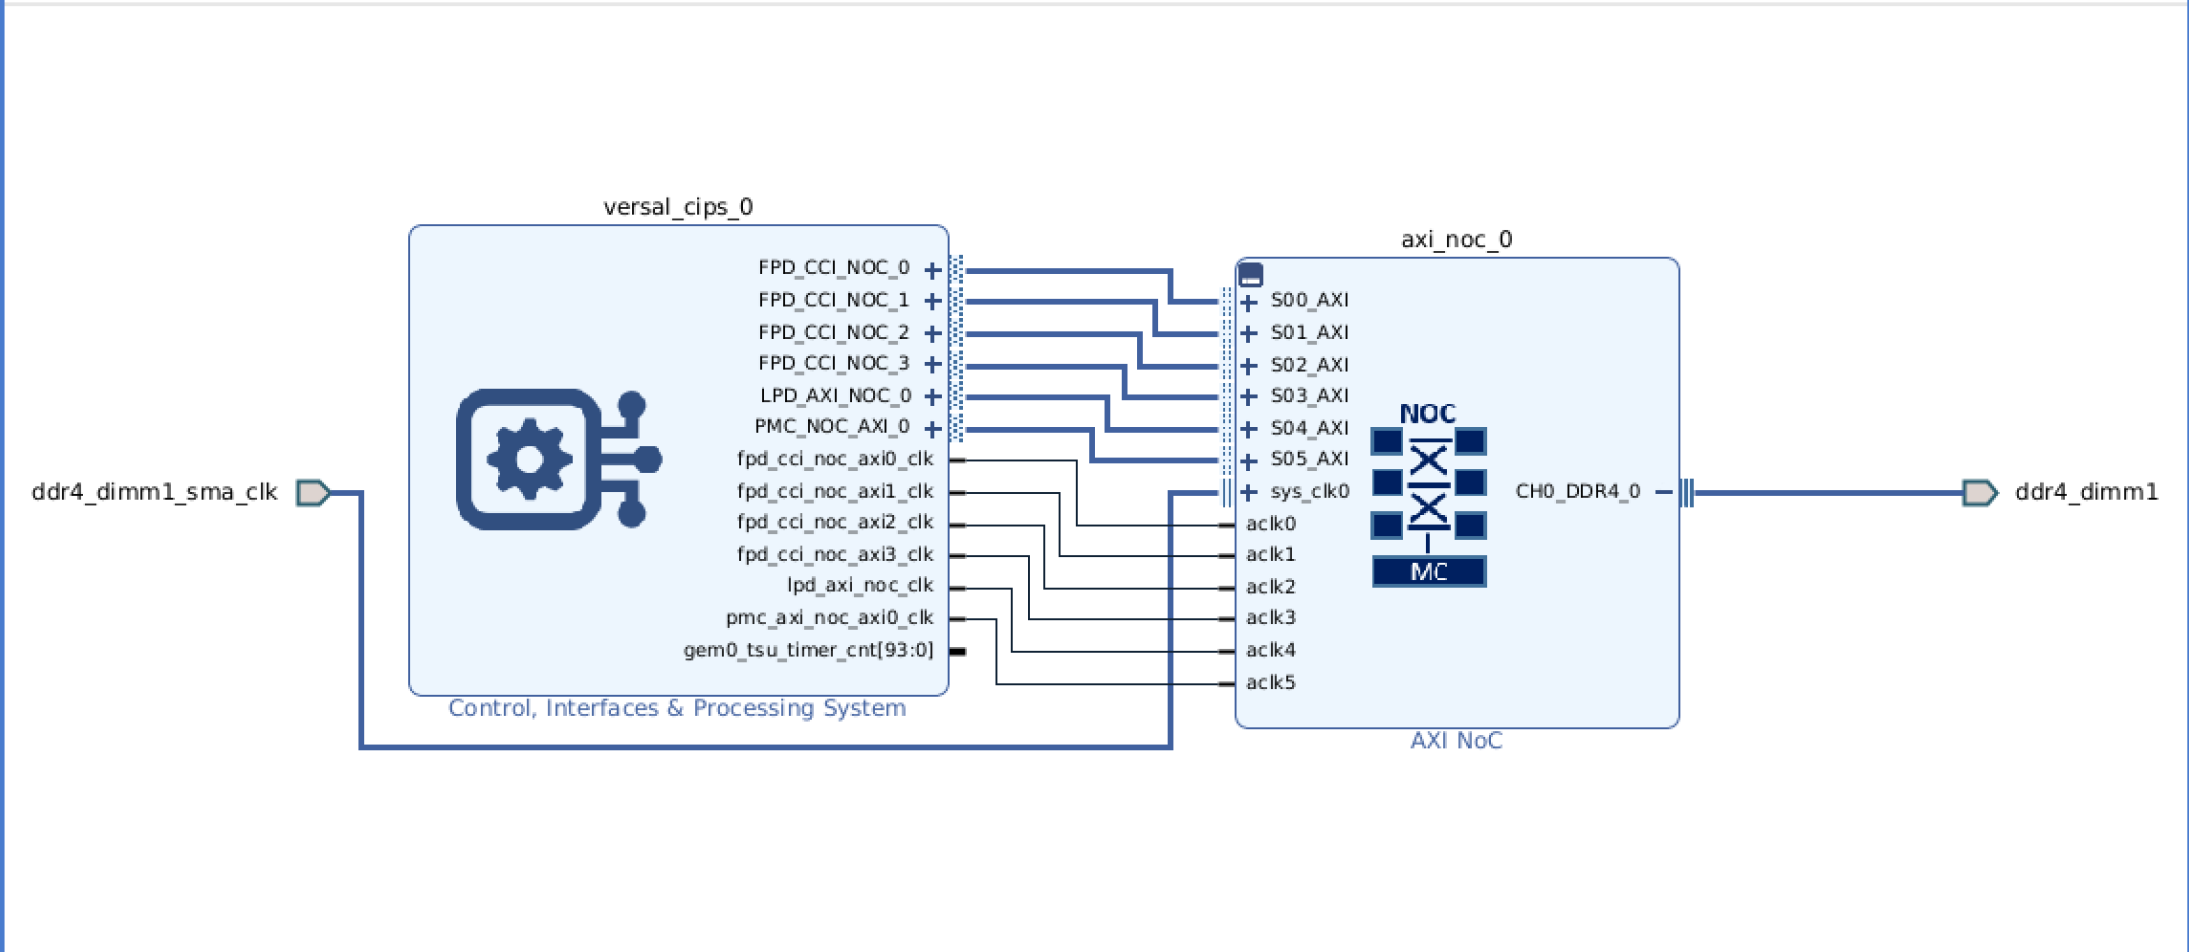 versal_cips_0
FPD_CCI_NOC_0
FPD_CCI_NOC_1
FPD_CCI_NOC_2
FPD_CCI_NOC_3
LPD_AXI_NOC_0
PMC_NOC_AXI_0
fpd_cci_noc_axi0_clk
fpd_cci_noc_axi1_clk
fpd_cci_noc_axi2_clk
fpd_cci_noc_axi3_clk
lpd_axi_noc_clk
pmc_axi_noc_axi0_clk
gem0_tsu_timer_cnt[93:0]
Control, Interfaces & Processing System
ddr4_dimm1_sma_clk
axi_noc_0
S00_AXI
S01_AXI
S02_AXI
S03_AXI
S04_AXI
S05_AXI
sys_clk0
aclk0
aclk1
aclk2
aclk3
aclk4
aclk5
NOC
MC
CH0_DDR4_0
AXI NoC
ddr4_dimm1